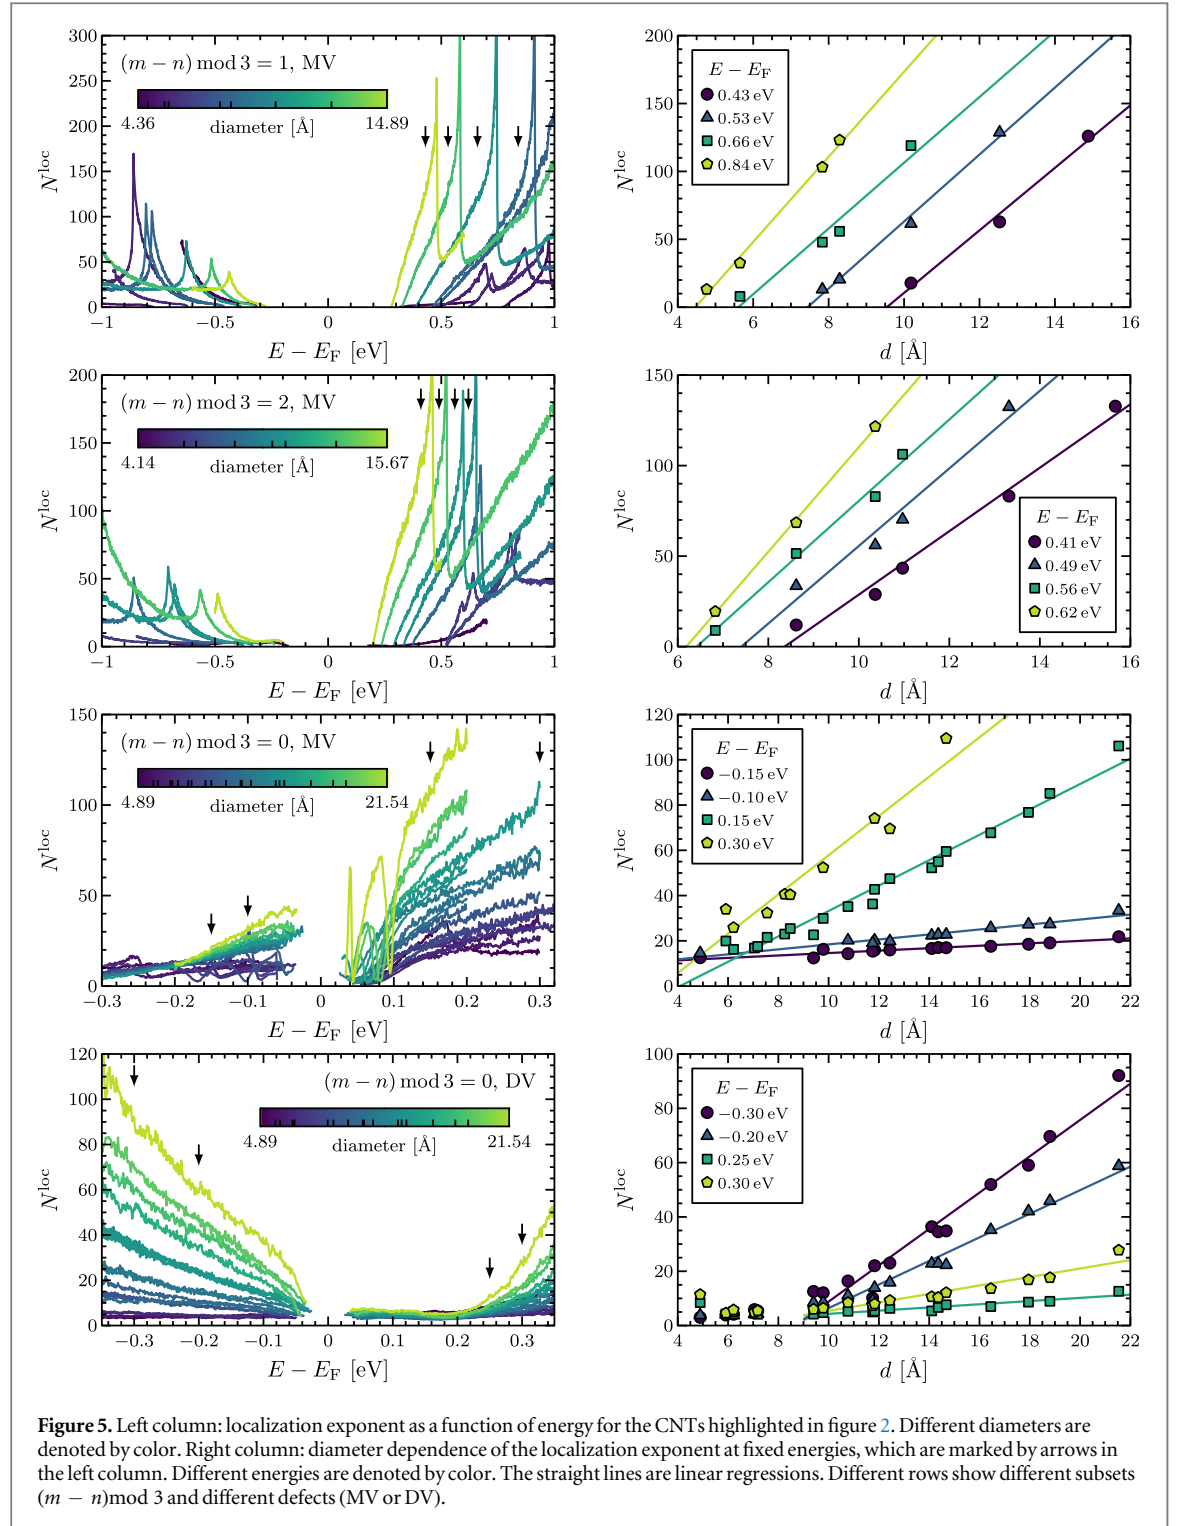 (m − n) mod 3 = 1, MV
4.36 diameter [Å] 14.89
N^loc
0 50 100 150 200 250 300
−1 −0.5 0 0.5 1
E − E_F [eV]
E − E_F
0.43 eV
0.53 eV
0.66 eV
0.84 eV
N^loc
0 50 100 150 200
4 6 8 10 12 14 16
d [Å]
(m − n) mod 3 = 2, MV
4.14 diameter [Å] 15.67
N^loc
0 50 100 150 200
−1 −0.5 0 0.5 1
E − E_F [eV]
E − E_F
0.41 eV
0.49 eV
0.56 eV
0.62 eV
N^loc
0 50 100 150
6 8 10 12 14 16
d [Å]
(m − n) mod 3 = 0, MV
4.89 diameter [Å] 21.54
N^loc
0 50 100 150
−0.3 −0.2 −0.1 0 0.1 0.2 0.3
E − E_F [eV]
E − E_F
−0.15 eV
−0.10 eV
0.15 eV
0.30 eV
N^loc
0 20 40 60 80 100 120
4 6 8 10 12 14 16 18 20 22
d [Å]
(m − n) mod 3 = 0, DV
4.89 diameter [Å] 21.54
N^loc
0 20 40 60 80 100 120
−0.3 −0.2 −0.1 0 0.1 0.2 0.3
E − E_F [eV]
E − E_F
−0.30 eV
−0.20 eV
0.25 eV
0.30 eV
N^loc
0 20 40 60 80 100
4 6 8 10 12 14 16 18 20 22
d [Å]
Figure 5. Left column: localization exponent as a function of energy for the CNTs highlighted in figure 2. Different diameters are
denoted by color. Right column: diameter dependence of the localization exponent at fixed energies, which are marked by arrows in
the left column. Different energies are denoted by color. The straight lines are linear regressions. Different rows show different subsets
(m − n)mod 3 and different defects (MV or DV).